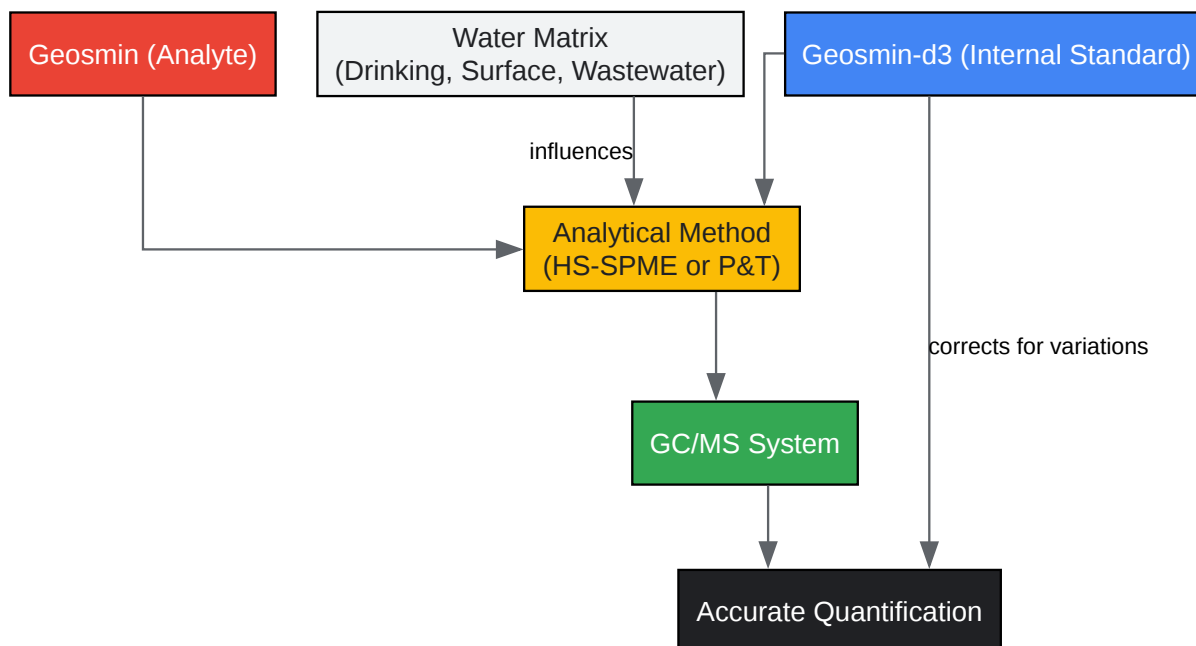 Geosmin (Analyte)
Water Matrix
(Drinking, Surface, Wastewater)
Geosmin-d3 (Internal Standard)
influences
Analytical Method
(HS-SPME or P&T)
corrects for variations
GC/MS System
Accurate Quantification